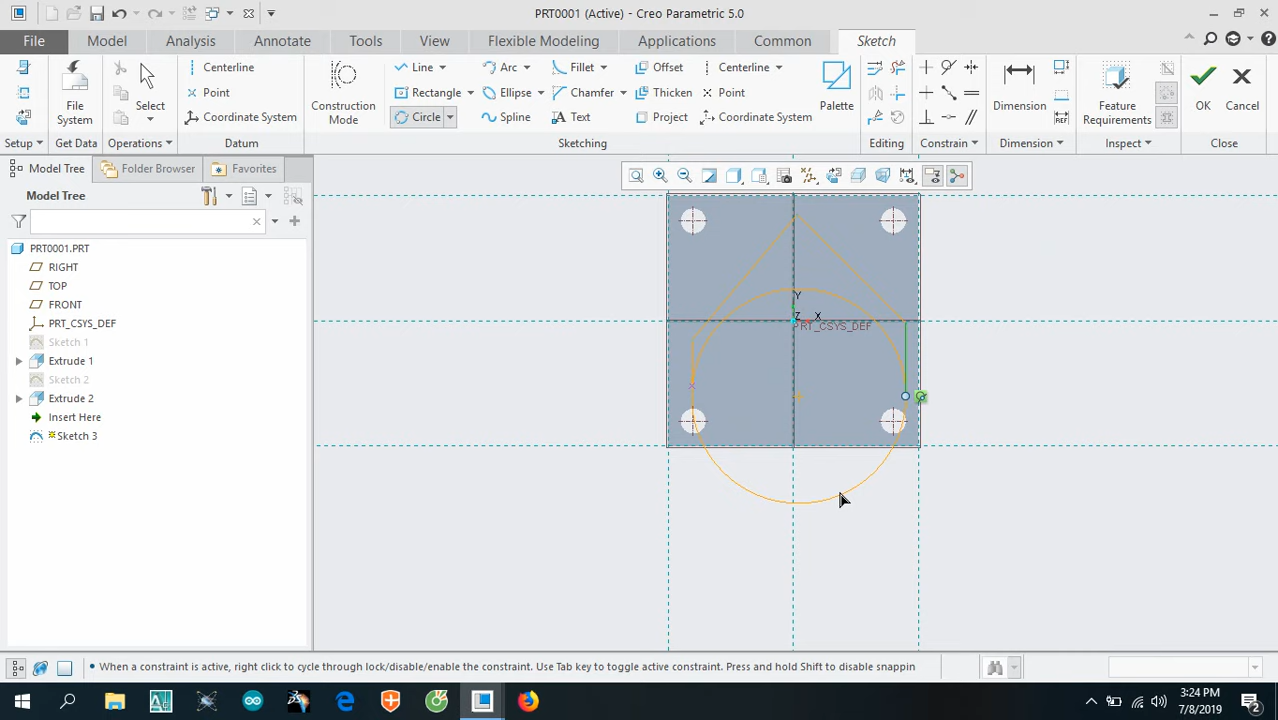 PRT0001 (Active) - Creo Parametric 5.0
File Model Analysis Annotate Tools View Flexible Modeling Applications Common Sketch
Centerline Line Arc Fillet Offset Centerline
Point Rectangle Ellipse Chamfer Thicken Point
File System Select Coordinate System Construction Mode Circle Spline Text Project Coordinate System Palette Dimension Feature Requirements OK Cancel
Setup Get Data Operations Datum Sketching Editing Constrain Dimension Inspect Close
REF
Model Tree Folder Browser Favorites
Model Tree
PRT0001.PRT
RIGHT
TOP
FRONT
PRT_CSYS_DEF
Sketch 1
Extrude 1
Sketch 2
Extrude 2
Insert Here
Sketch 3
Y
Z X
PRT_CSYS_DEF
When a constraint is active, right click to cycle through lock/disable/enable the constraint. Use Tab key to toggle active constraint. Press and hold Shift to disable snappin
3:24 PM
7/8/2019
2